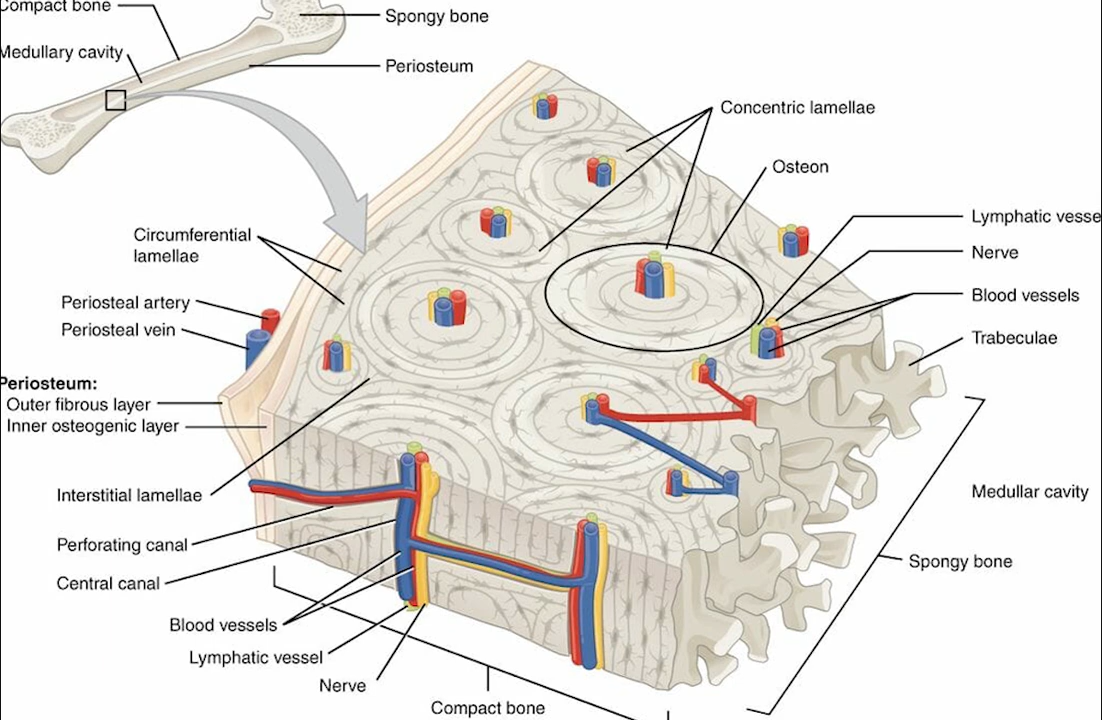 Compact bone
Spongy bone
Medullary cavity
Periosteum
Concentric lamellae
Osteon
Circumferential
lamellae
Lymphatic vesse
Nerve
Periosteal artery
Blood vessels
Periosteal vein
Trabeculae
Periosteum:
Outer fibrous layer
Inner osteogenic layer
Interstitial lamellae
Medullar cavity
Perforating canal
Spongy bone
Central canal
Blood vessels
Lymphatic vessel
Nerve
Compact bone